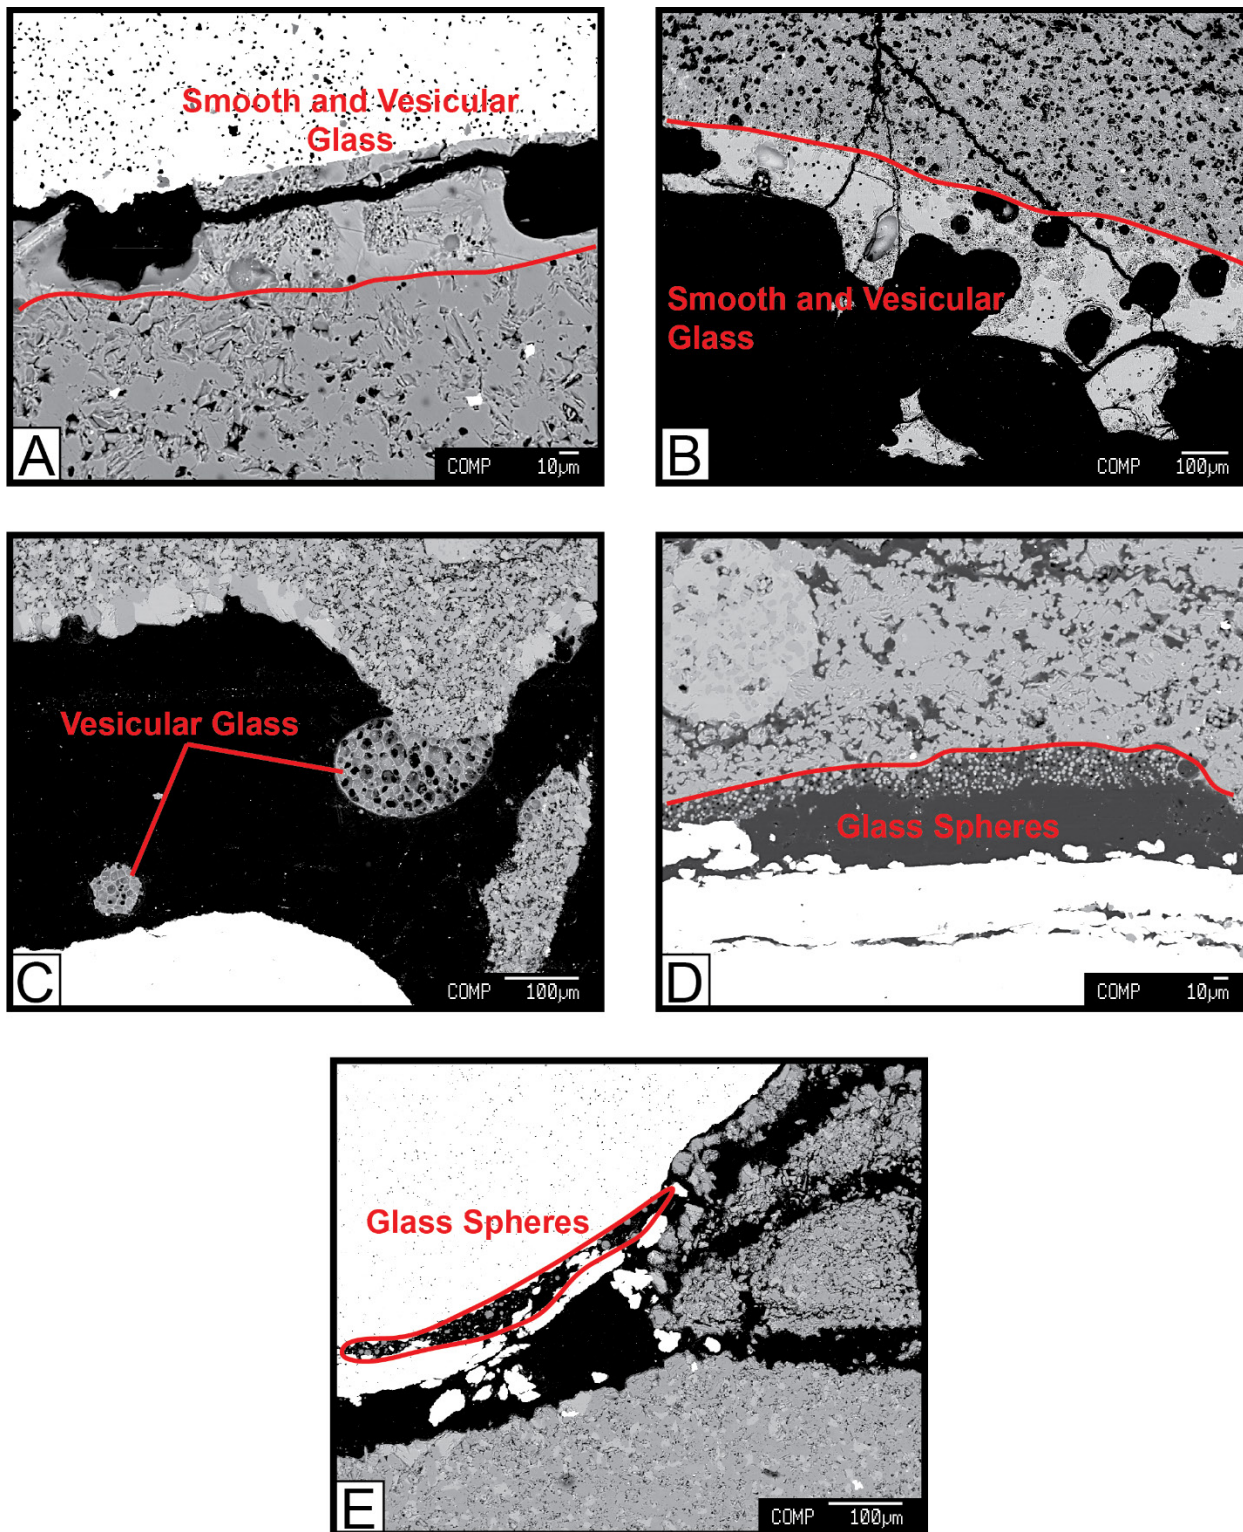 Smooth and Vesicular
Glass
A
COMP 10µm
Smooth and Vesicular
Glass
B
COMP 100µm
Vesicular Glass
C
COMP 100µm
Glass Spheres
D
COMP 10µm
Glass Spheres
E
COMP 100µm